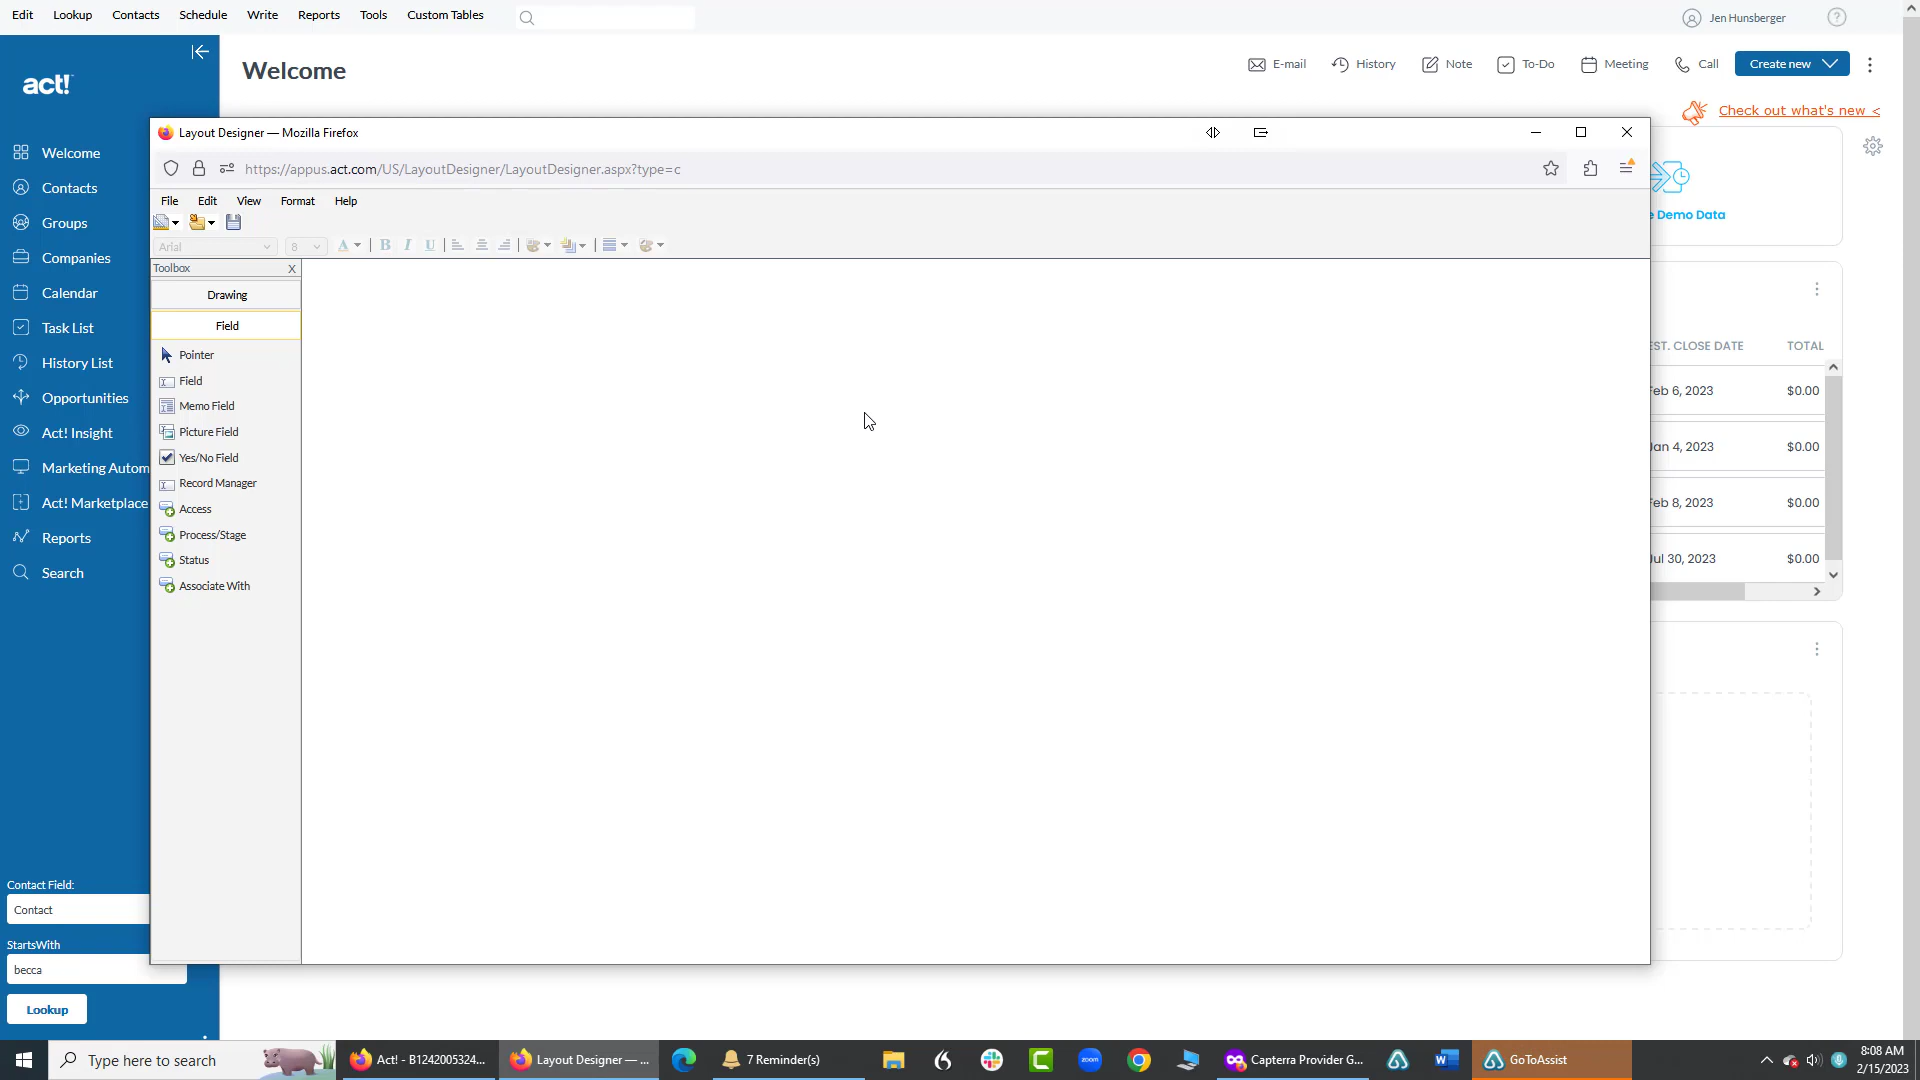 Edit Lookup Contacts Schedule Write Reports Tools Custom Tables
Jen Hunsberger
act!
Welcome
E-mail History Note To-Do Meeting Call Create new
Check out what's new <
Layout Designer — Mozilla Firefox
https://appus.act.com/US/LayoutDesigner/LayoutDesigner.aspx?type=c
File Edit View Format Help
Arial 8 A B I U
Toolbox X
Drawing
Field
Pointer
Field
Memo Field
Picture Field
Yes/No Field
Record Manager
Access
Process/Stage
Status
Associate With
Welcome
Contacts
Groups
Companies
Calendar
Task List
History List
Opportunities
Act! Insight
Marketing Autom
Act! Marketplace
Reports
Search
Demo Data
EST. CLOSE DATE TOTAL
Feb 6, 2023 $0.00
Jan 4, 2023 $0.00
Feb 8, 2023 $0.00
Jul 30, 2023 $0.00
Contact Field:
Contact
StartsWith
becca
Lookup
Type here to search
Act! - B1242005324...
Layout Designer — ...
7 Reminder(s)
zoom
Capterra Provider G...
GoToAssist
8:08 AM
2/15/2023